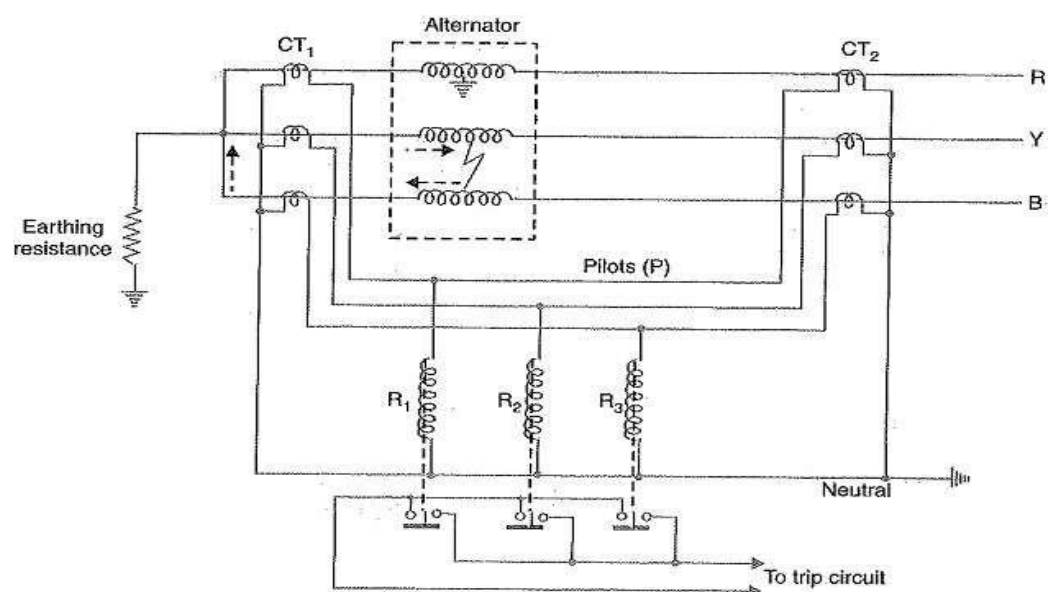 Alternator
CT₁
CT₂
R
Y
B
Earthing
resistance
Pilots (P)
R₁
R₂
R₃
Neutral
To trip circuit